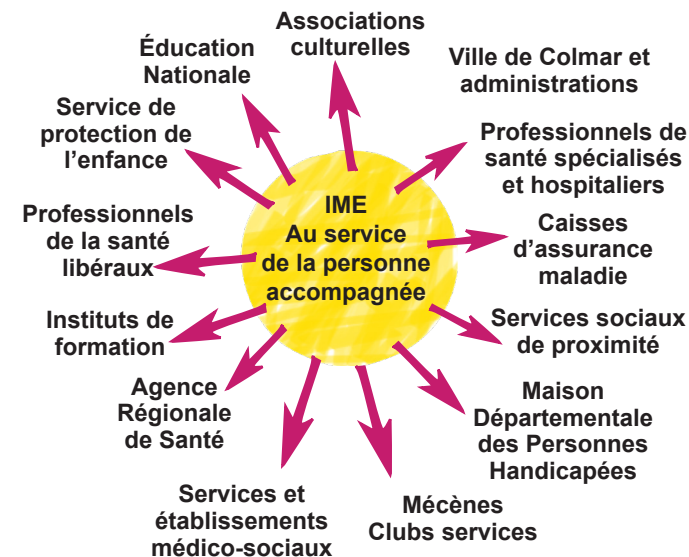 Associations
culturelles
Ville de Colmar et
administrations
Professionnels de
santé spécialisés
et hospitaliers
Caisses
d’assurance
maladie
Services sociaux
de proximité
Maison
Départementale
des Personnes
Handicapées
Mécènes
Clubs services
Services et
établissements
médico-sociaux
Agence
Régionale
de Santé
Instituts de
formation
Professionnels
de la santé
libéraux
Service de
protection de
l’enfance
Éducation
Nationale
IME
Au service
de la personne
accompagnée